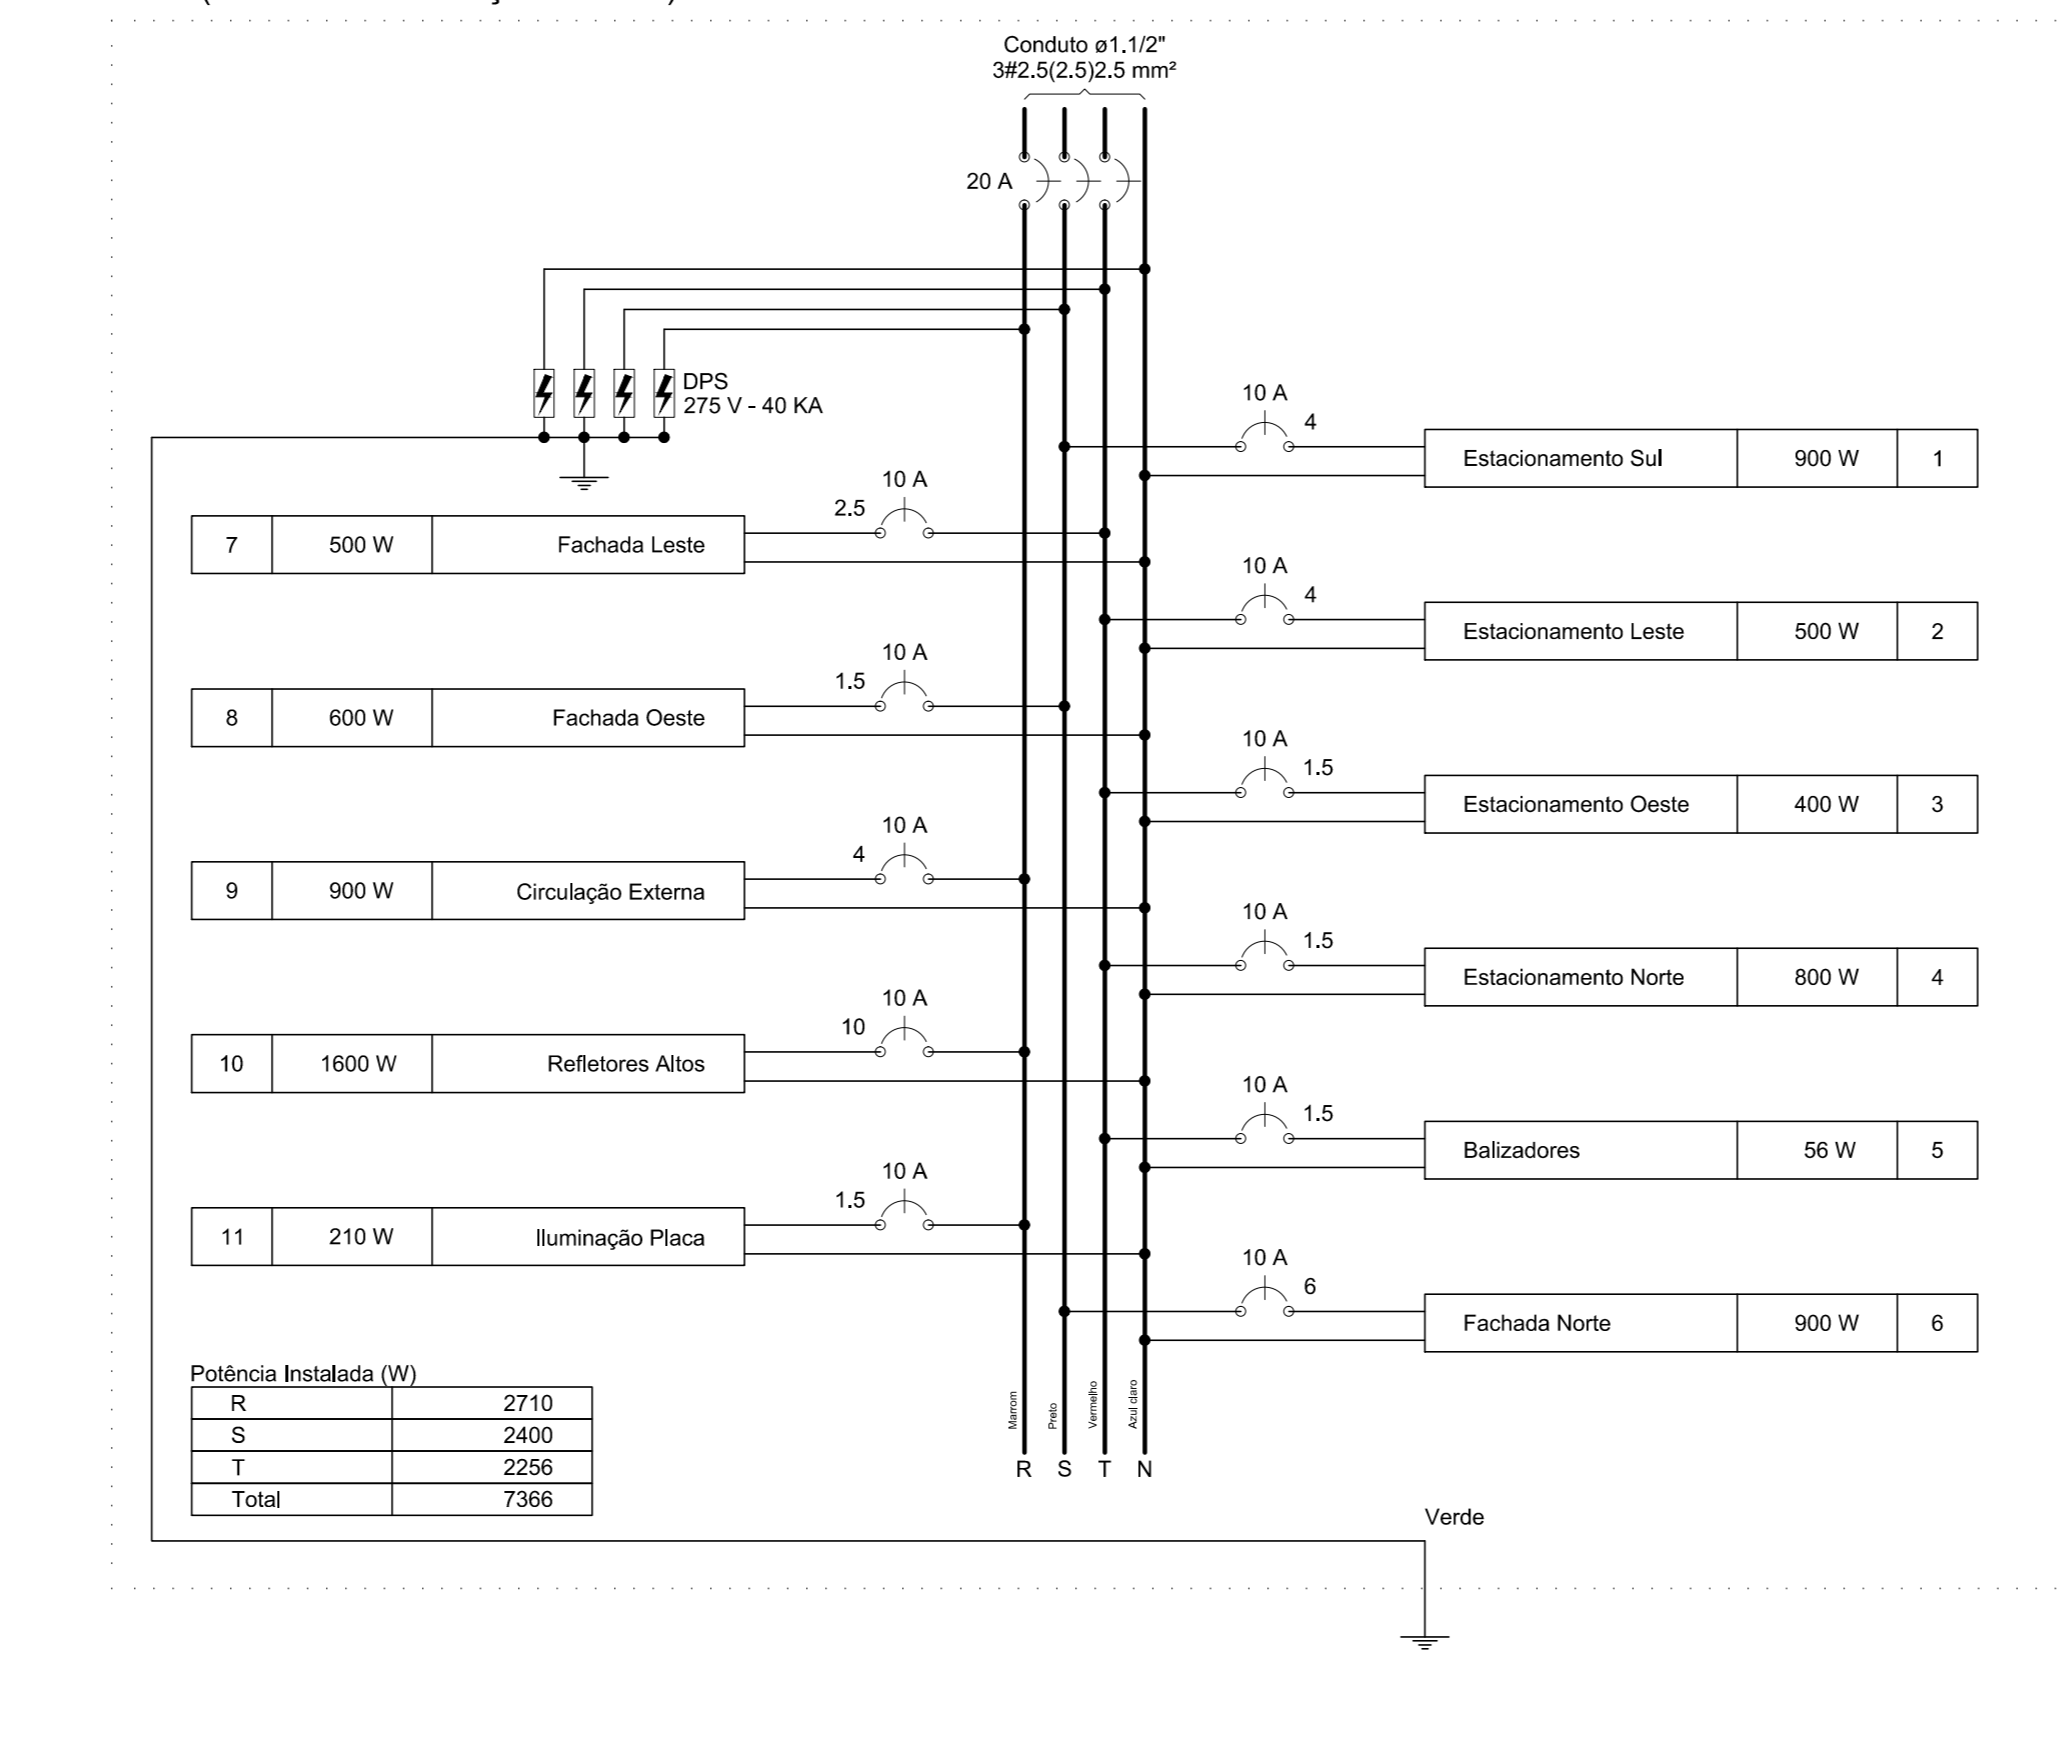 Conduto ø1.1/2"
3#2.5(2.5)2.5 mm²
20 A
DPS
275 V - 40 KA
10 A
4
Estacionamento Sul 900 W 1
10 A
2.5
7 500 W Fachada Leste
10 A
4
Estacionamento Leste 500 W 2
10 A
1.5
8 600 W Fachada Oeste
10 A
1.5
Estacionamento Oeste 400 W 3
10 A
4
9 900 W Circulação Externa
10 A
1.5
Estacionamento Norte 800 W 4
10 A
10
10 1600 W Refletores Altos
10 A
1.5
Balizadores 56 W 5
10 A
1.5
11 210 W Iluminação Placa
10 A
6
Fachada Norte 900 W 6
Potência Instalada (W)
R 2710
S 2400
T 2256
Total 7366
Marrom
Preto
Vermelho
Azul claro
R S T N
Verde